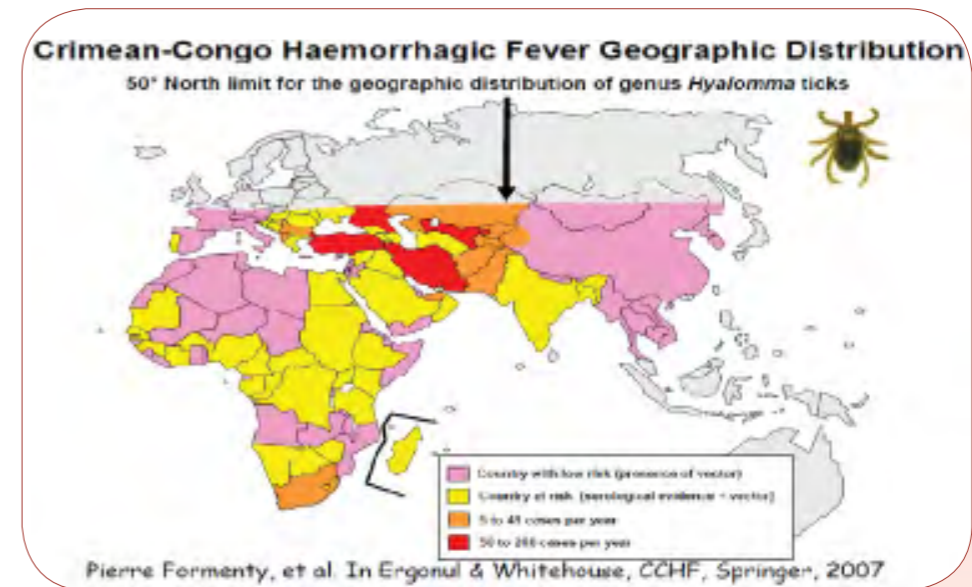 Crimean-Congo Haemorrhagic Fever Geographic Distribution
50° North limit for the geographic distribution of genus Hyalomma ticks
Country with low risk (presence of vector)
Country at risk (serological evidence + vector)
5 to 49 cases per year
50 to 200 cases per year
Pierre Formenty, et al. In Ergonul & Whitehouse, CCHF, Springer, 2007